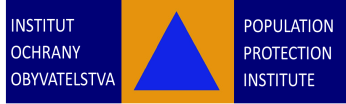 INSTITUT
OCHRANY
OBYVATELSTVA
POPULATION
PROTECTION
INSTITUTE